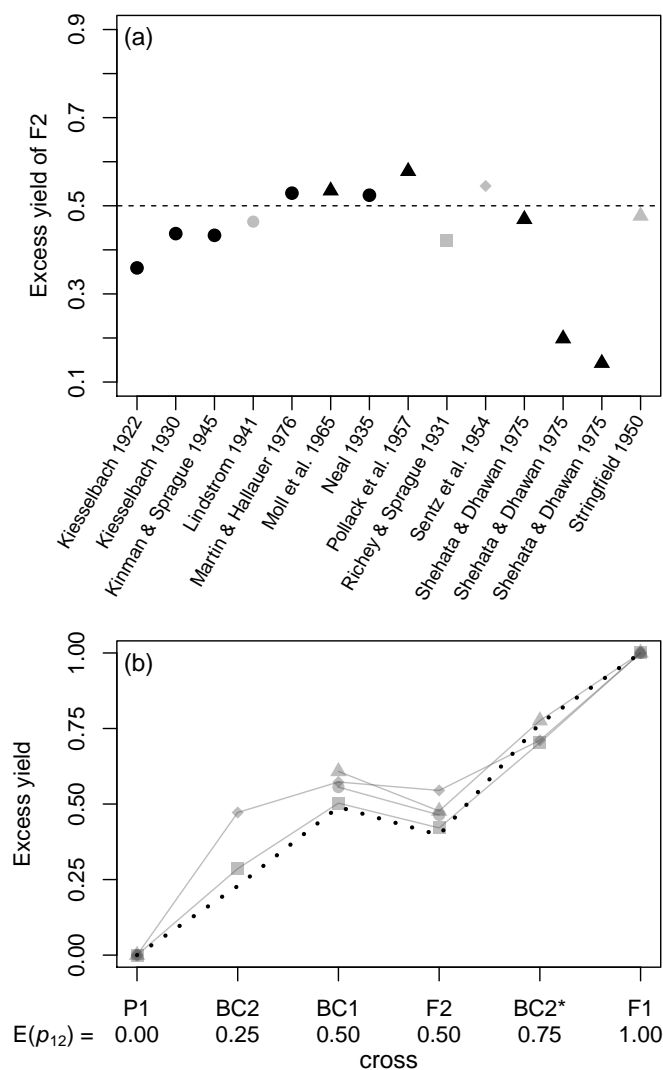 (a)
Excess yield of F2
0.9
0.7
0.5
0.3
0.1
Kiesselbach 1922
Kiesselbach 1930
Kinman & Sprague 1945
Lindstrom 1941
Martin & Hallauer 1976
Moll et al. 1965
Neal 1935
Pollack et al. 1957
Richey & Sprague 1931
Sentz et al. 1954
Shehata & Dhawan 1975
Shehata & Dhawan 1975
Shehata & Dhawan 1975
Stringfield 1950
(b)
Excess yield
1.00
0.75
0.50
0.25
0.00
P1 BC2 BC1 F2 BC2* F1
E(p12) = 0.00 0.25 0.50 0.50 0.75 1.00
cross